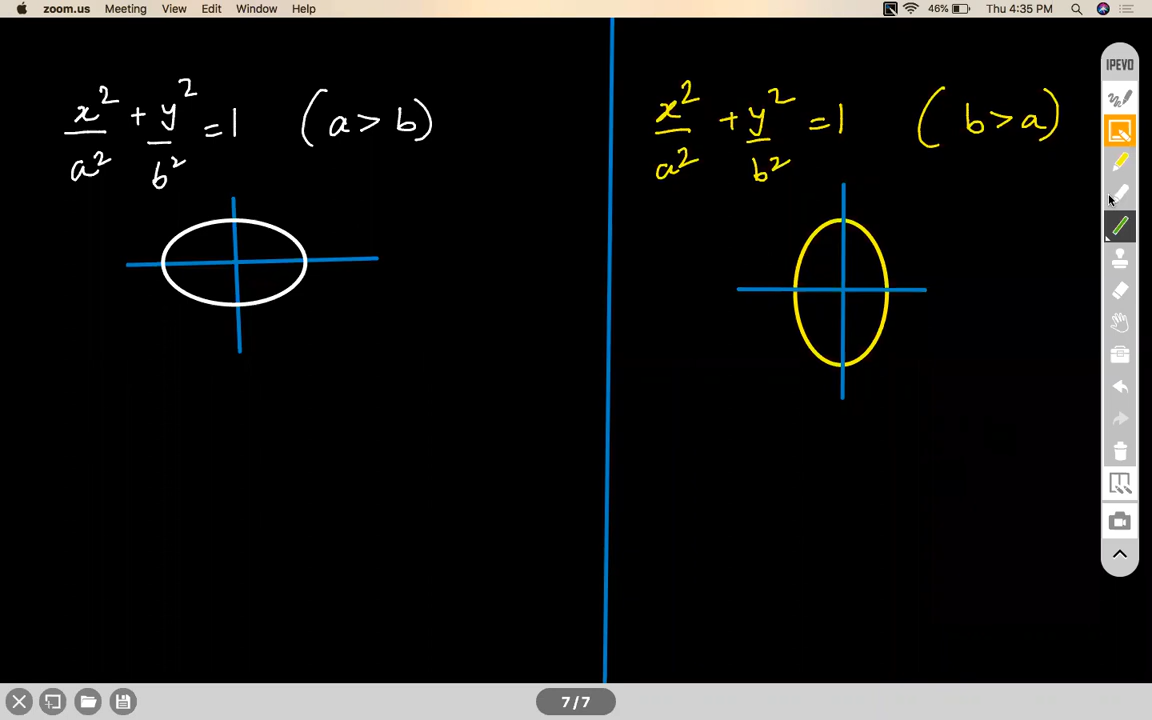 zoom.us Meeting View Edit Window Help 46% Thu 4:35 PM
IPEVO
x²/a² + y²/b² = 1 (a > b)
x²/a² + y²/b² = 1 (b > a)
7 / 7